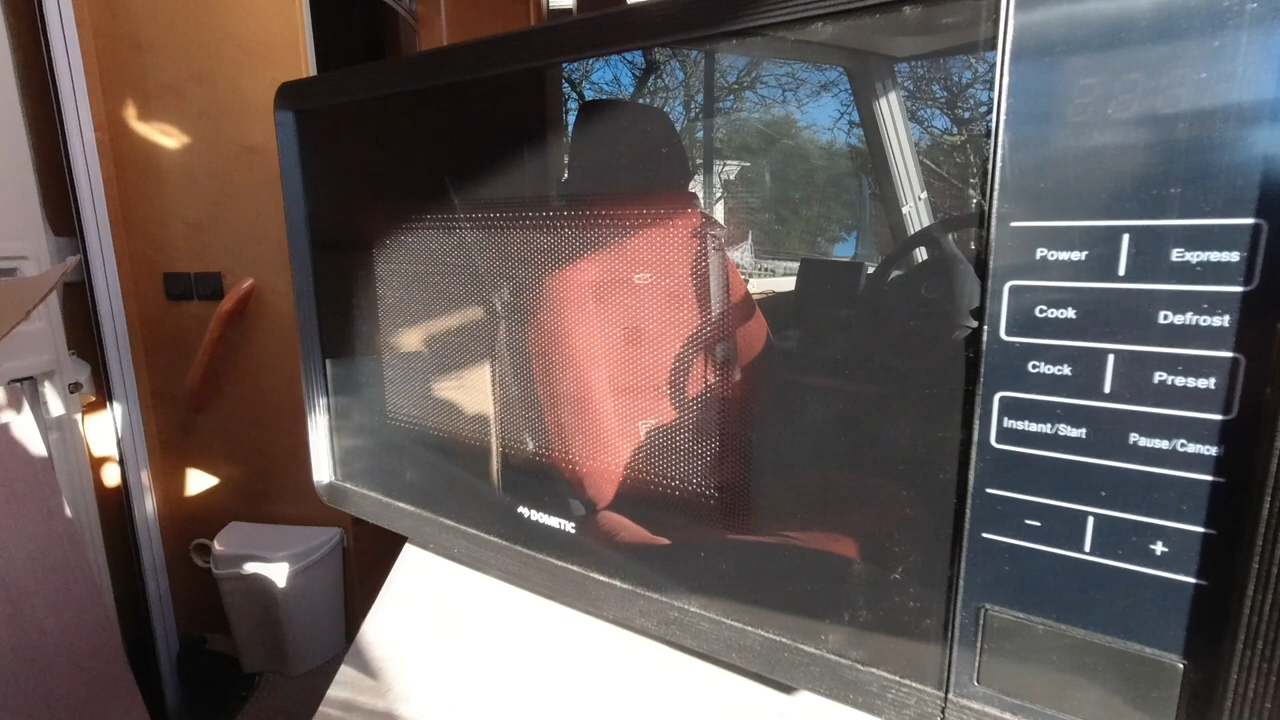 Power Express
Cook Defrost
Clock Preset
Instant/Start Pause/Cancel
- +
DOMETIC